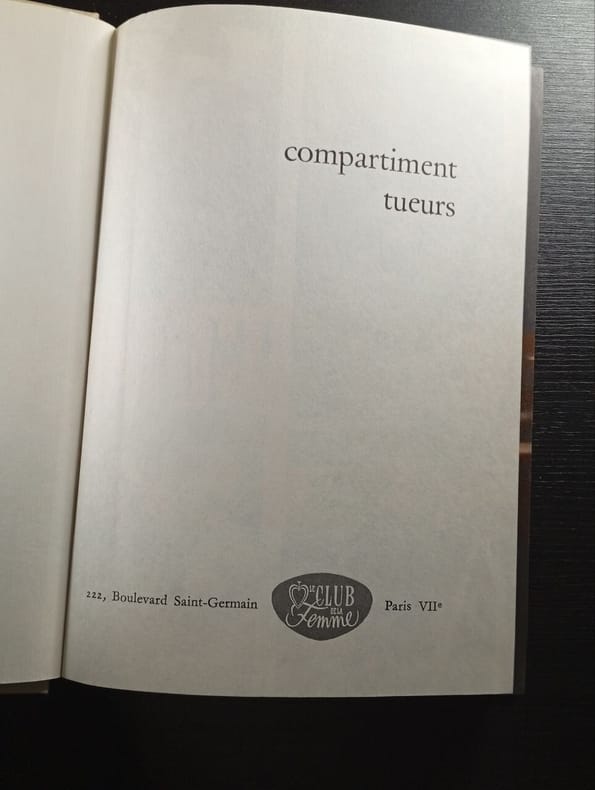 compartiment
tueurs
222, Boulevard Saint-Germain
LE CLUB
DE LA
Femme
Paris VIIe